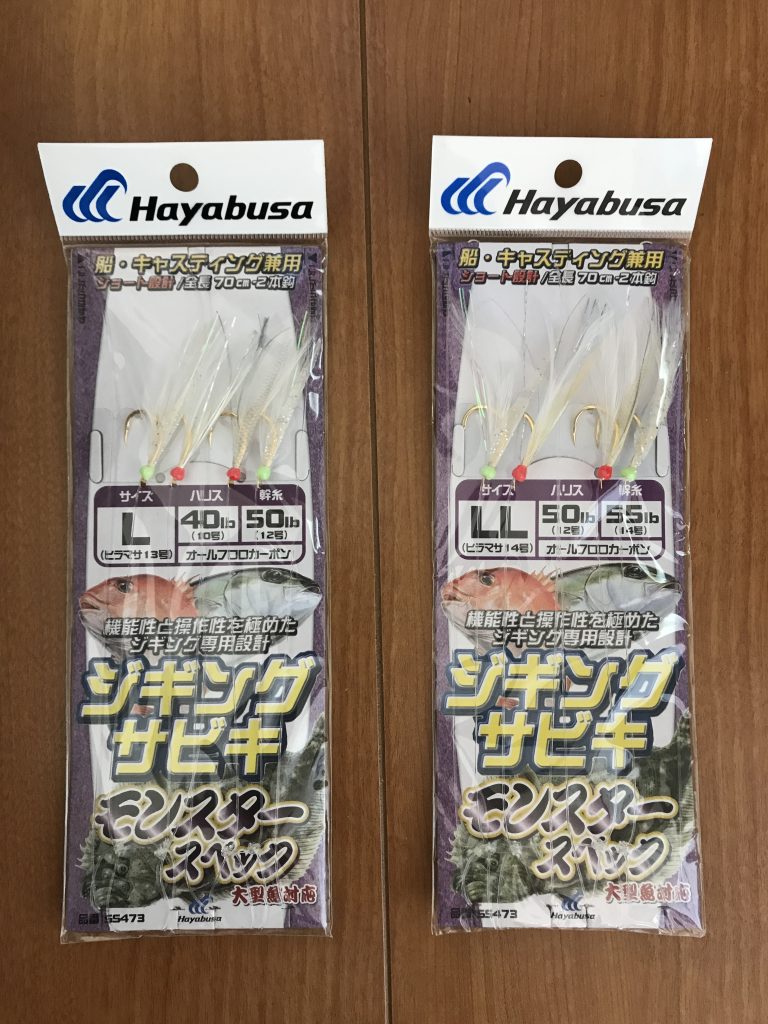 Hayabusa
船・キャスティング兼用
ショート設計/全長70cm・2本鈎
サイズ
L
(ヒラマサ13号)
ハリス
40lb
(10号)
幹糸
50lb
(12号)
オールフロロカーボン
機能性と操作性を極めた
ジギング専用設計
ジギング
サビキ
モンスター
スペック
大型魚対応
品番 SS473
Hayabusa
Hayabusa
船・キャスティング兼用
ショート設計/全長70cm・2本鈎
サイズ
LL
(ヒラマサ14号)
ハリス
50lb
(12号)
幹糸
55lb
(14号)
オールフロロカーボン
機能性と操作性を極めた
ジギング専用設計
ジギング
サビキ
モンスター
スペック
大型魚対応
品番 SS473
Hayabusa